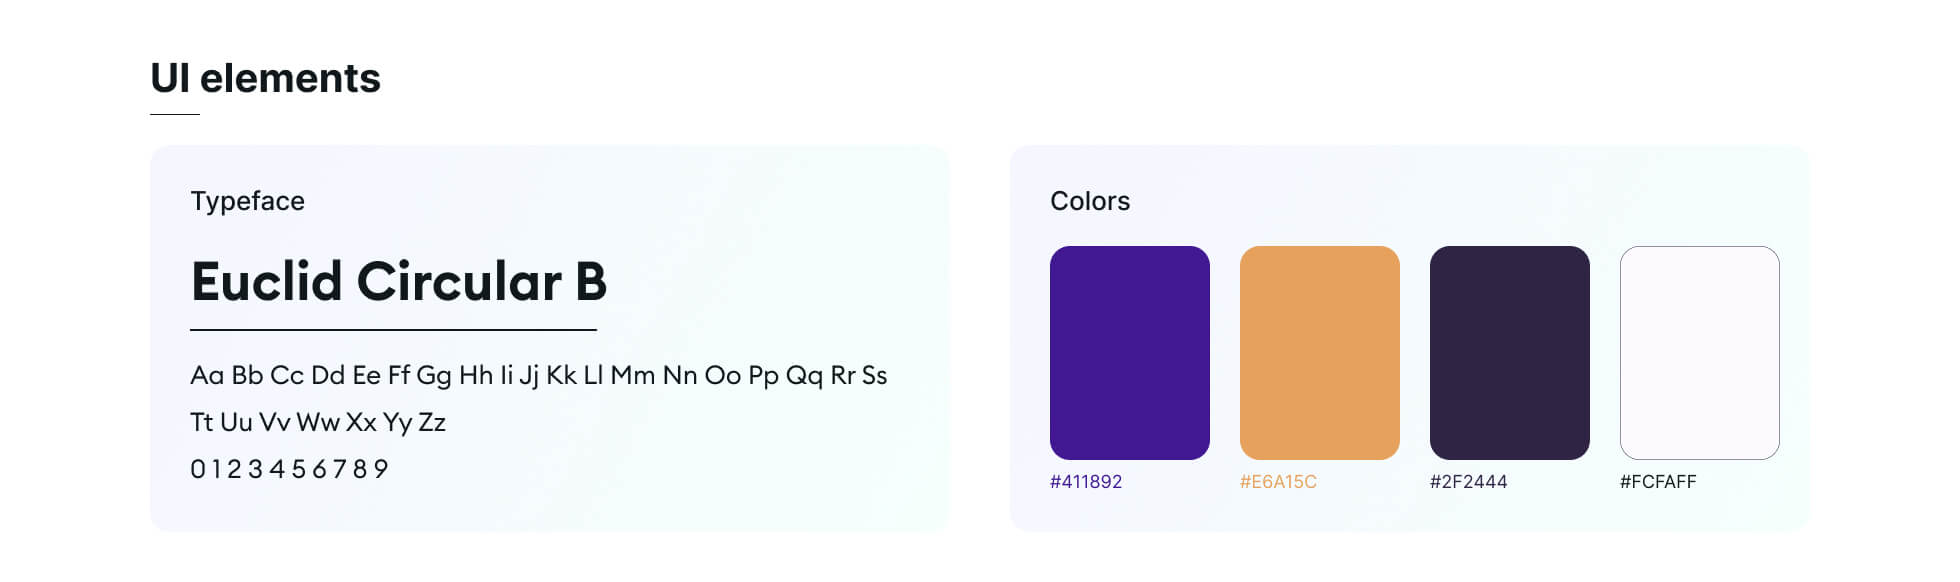 UI elements
Typeface
Euclid Circular B
Aa Bb Cc Dd Ee Ff Gg Hh Ii Jj Kk Ll Mm Nn Oo Pp Qq Rr Ss
Tt Uu Vv Ww Xx Yy Zz
0 1 2 3 4 5 6 7 8 9
Colors
#411892
#E6A15C
#2F2444
#FCFAFF